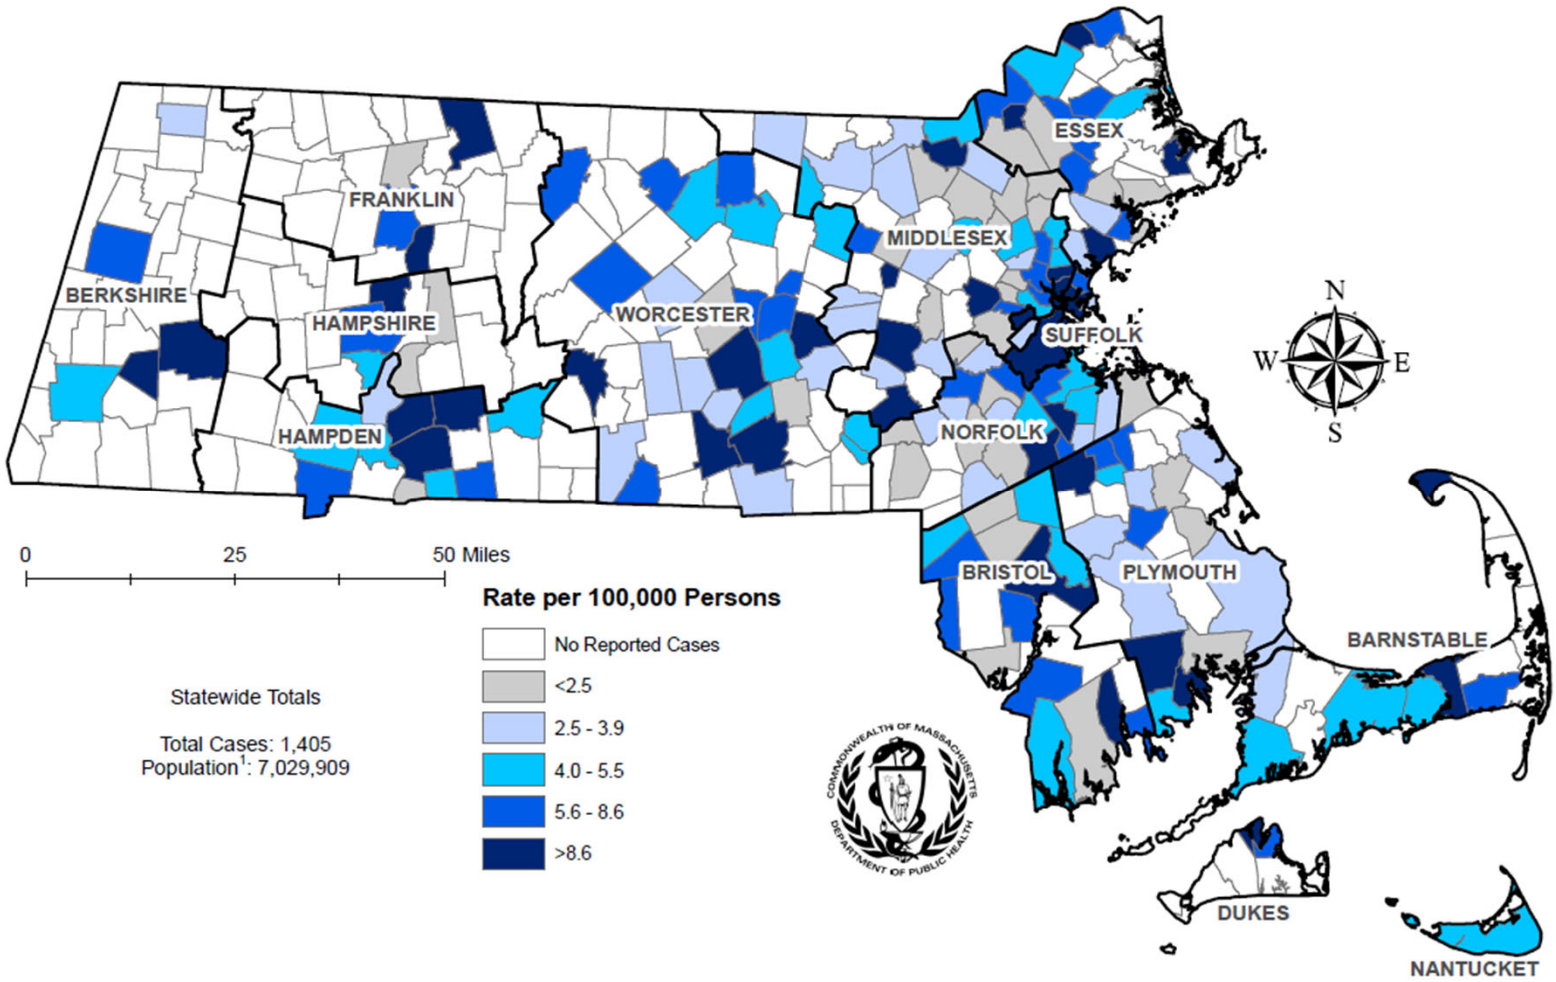 ESSEX
FRANKLIN
MIDDLESEX
BERKSHIRE
WORCESTER
HAMPSHIRE
SUFFOLK
N
W E
S
HAMPDEN
NORFOLK
0 25 50 Miles
BRISTOL
PLYMOUTH
BARNSTABLE
Rate per 100,000 Persons
No Reported Cases
<2.5
2.5 - 3.9
4.0 - 5.5
5.6 - 8.6
>8.6
Statewide Totals
Total Cases: 1,405
Population¹: 7,029,909
COMMONWEALTH OF MASSACHUSETTS
DEPARTMENT OF PUBLIC HEALTH
DUKES
NANTUCKET